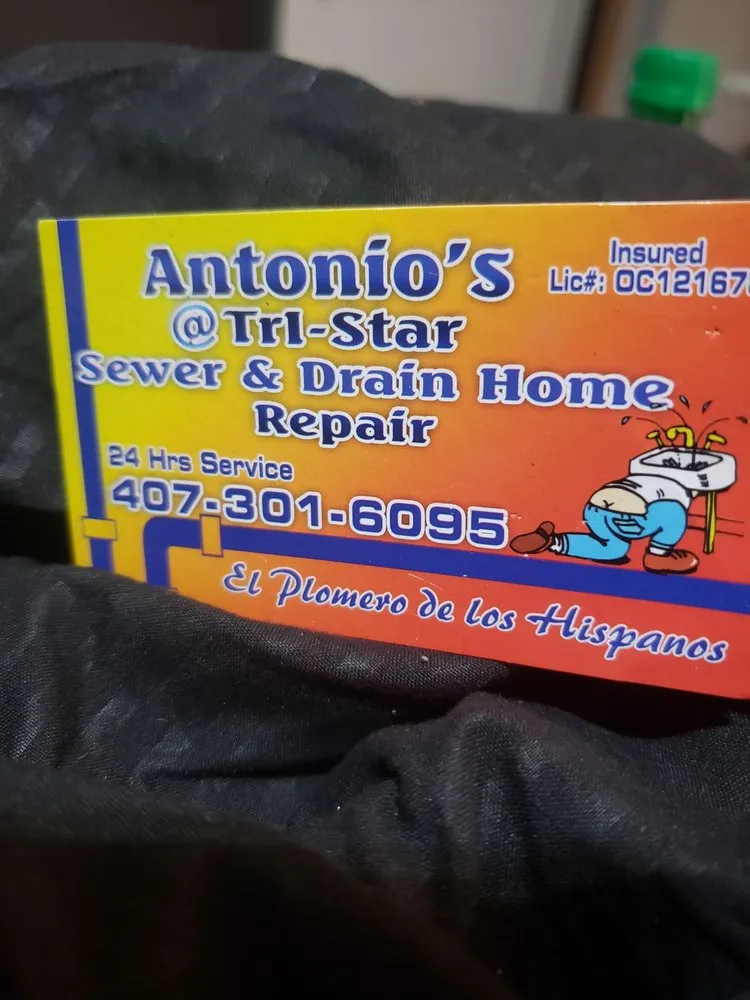 Antonio's
@ TrI-Star
Sewer & Drain Home
Repair
Insured
Lic#: OC121676
24 Hrs Service
407-301-6095
El Plomero de los Hispanos